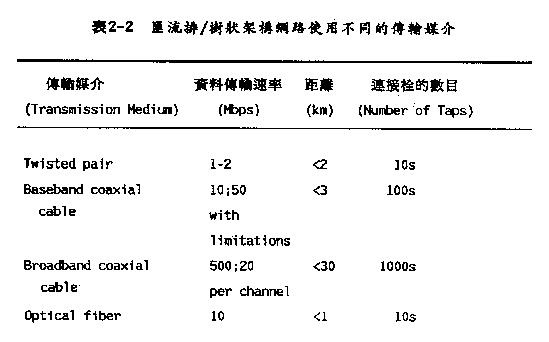 表2-2 匯流排/樹狀架構網路使用不同的傳輸媒介
傳輸媒介 資料傳輸速率 距離 連接栓的數目
(Transmission Medium) (Mbps) (km) (Number of Taps)
Twisted pair 1-2 <2 10s
Baseband coaxial 10;50 <3 100s
cable with
limitations
Broadband coaxial 500;20 <30 1000s
cable per channel
Optical fiber 10 <1 10s